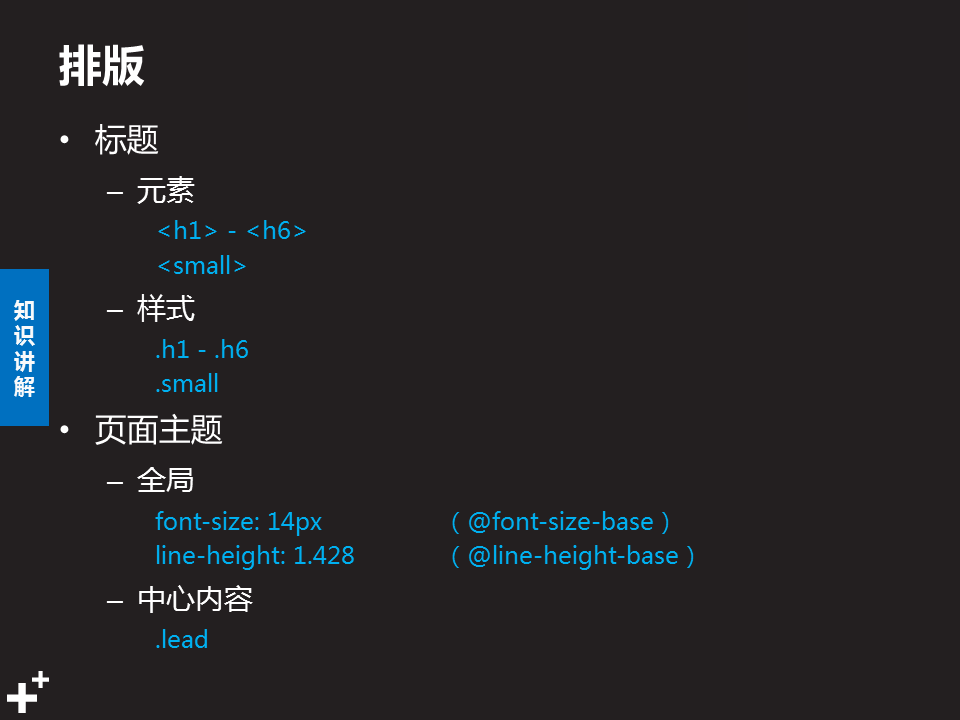 排版
• 标题
– 元素
<h1> - <h6>
<small>
– 样式
.h1 - .h6
.small
知识讲解
• 页面主题
– 全局
font-size: 14px （@font-size-base）
line-height: 1.428 （@line-height-base）
– 中心内容
.lead